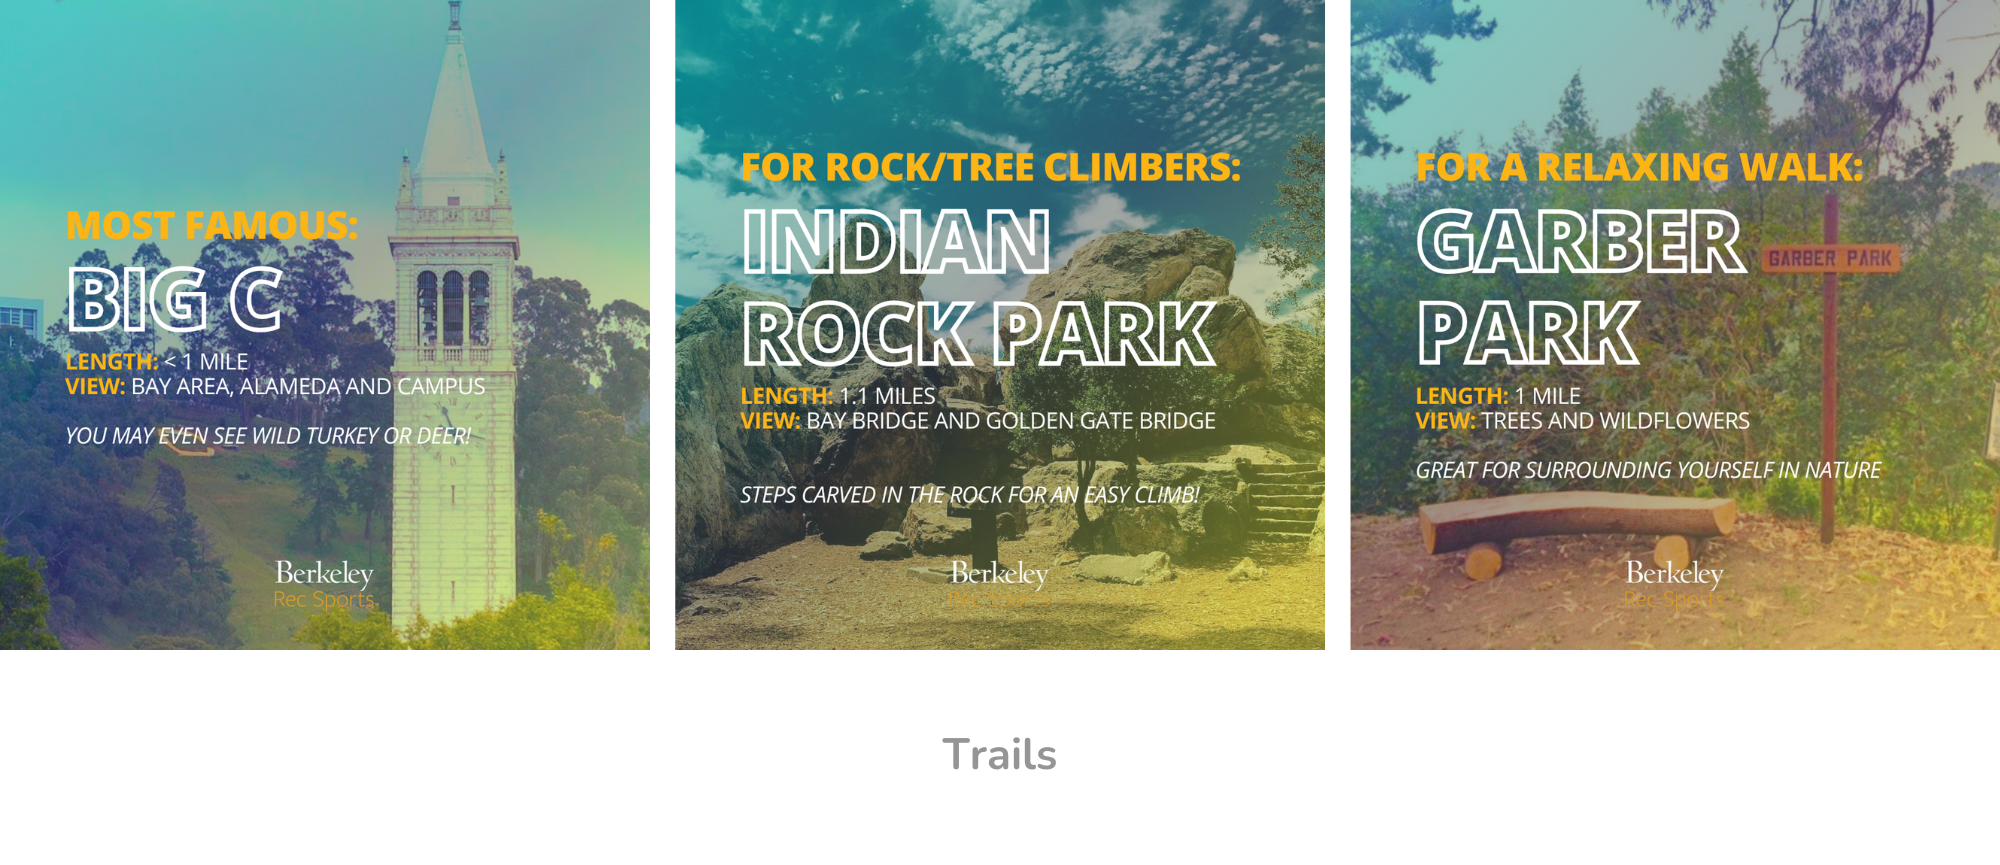 MOST FAMOUS:
BIG C
LENGTH: < 1 MILE
VIEW: BAY AREA, ALAMEDA AND CAMPUS
YOU MAY EVEN SEE WILD TURKEY OR DEER!
Berkeley
Rec Sports
FOR ROCK/TREE CLIMBERS:
INDIAN
ROCK PARK
LENGTH: 1.1 MILES
VIEW: BAY BRIDGE AND GOLDEN GATE BRIDGE
STEPS CARVED IN THE ROCK FOR AN EASY CLIMB!
Berkeley
Rec Sports
FOR A RELAXING WALK:
GARBER
PARK
GARBER PARK
LENGTH: 1 MILE
VIEW: TREES AND WILDFLOWERS
GREAT FOR SURROUNDING YOURSELF IN NATURE
Berkeley
Rec Sports
Trails